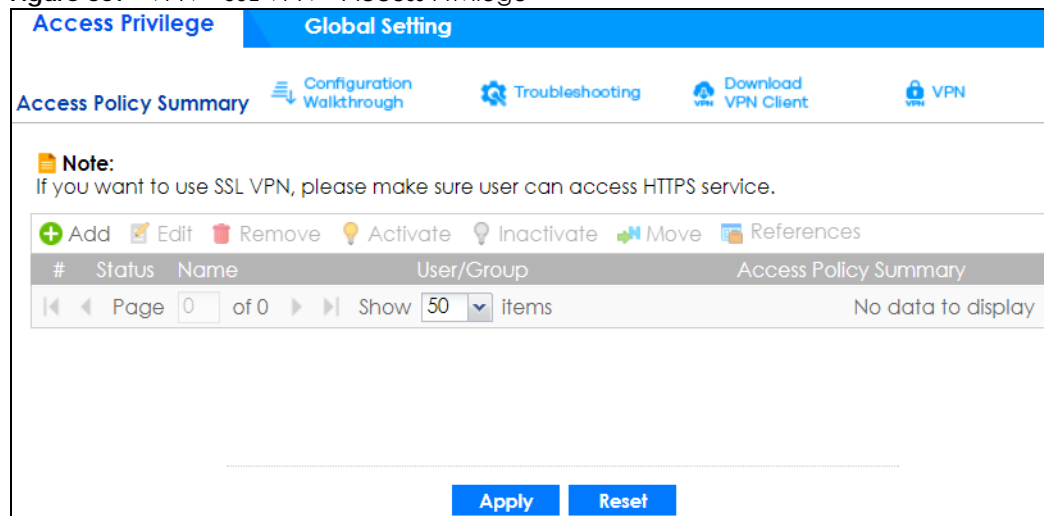 Access Privilege Global Setting
Access Policy Summary Configuration Walkthrough Troubleshooting Download VPN Client VPN
Note:
If you want to use SSL VPN, please make sure user can access HTTPS service.
Add Edit Remove Activate Inactivate Move References
# Status Name User/Group Access Policy Summary
Page 0 of 0 Show 50 items No data to display
Apply Reset